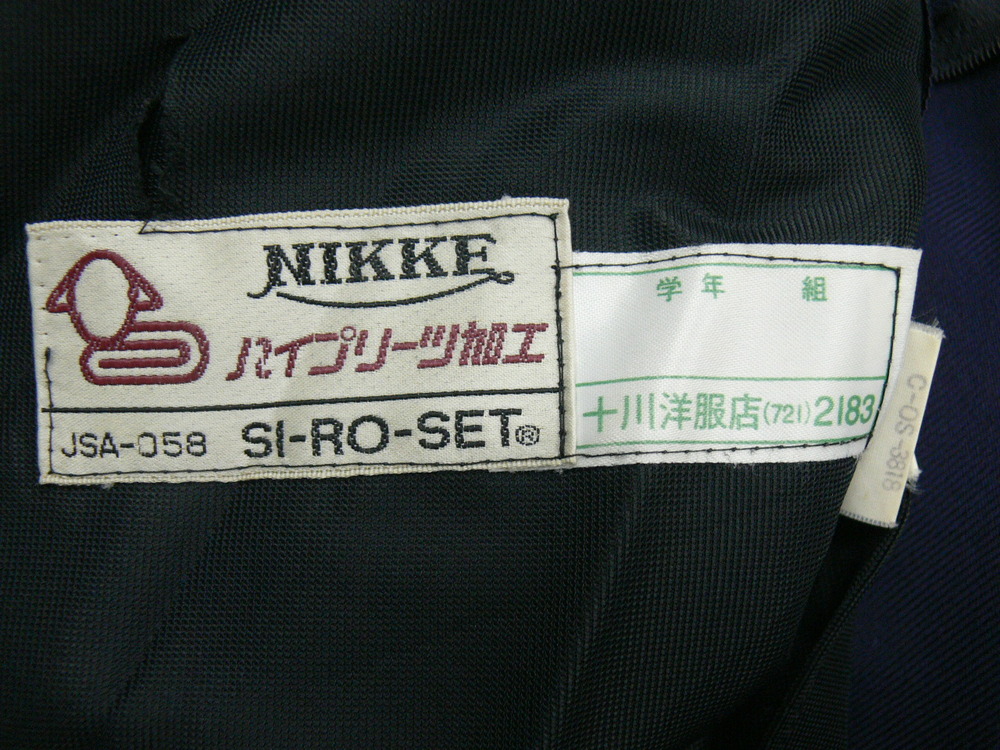 NIKKE
ハイプリーツ加工
JSA-058 SI-RO-SET®
学年 組
十川洋服店(721)2183
C-OS-3818